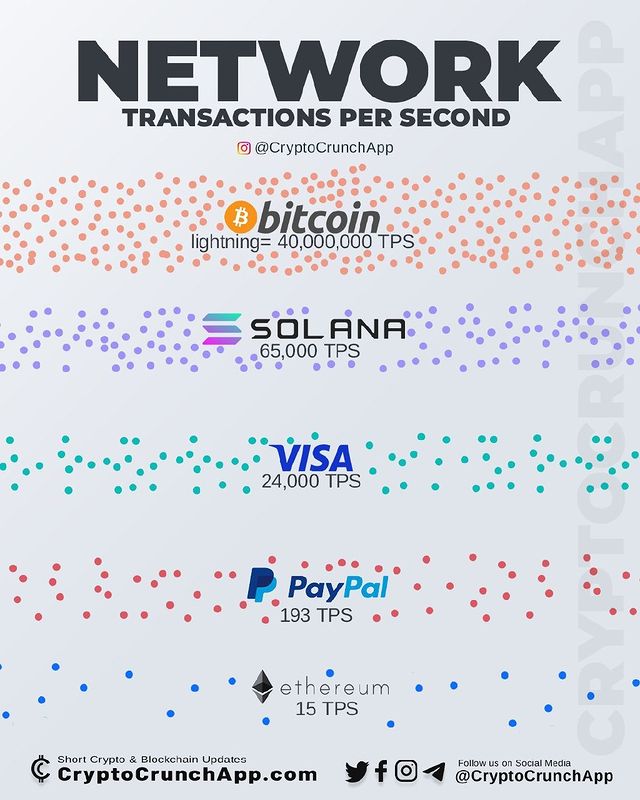 NETWORK
TRANSACTIONS PER SECOND
@CryptoCrunchApp
bitcoin
lightning= 40,000,000 TPS
SOLANA
65,000 TPS
VISA
24,000 TPS
PayPal
193 TPS
ethereum
15 TPS
Short Crypto & Blockchain Updates
CryptoCrunchApp.com
Follow us on Social Media
@CryptoCrunchApp
CRYPTOCRUNCHAPP